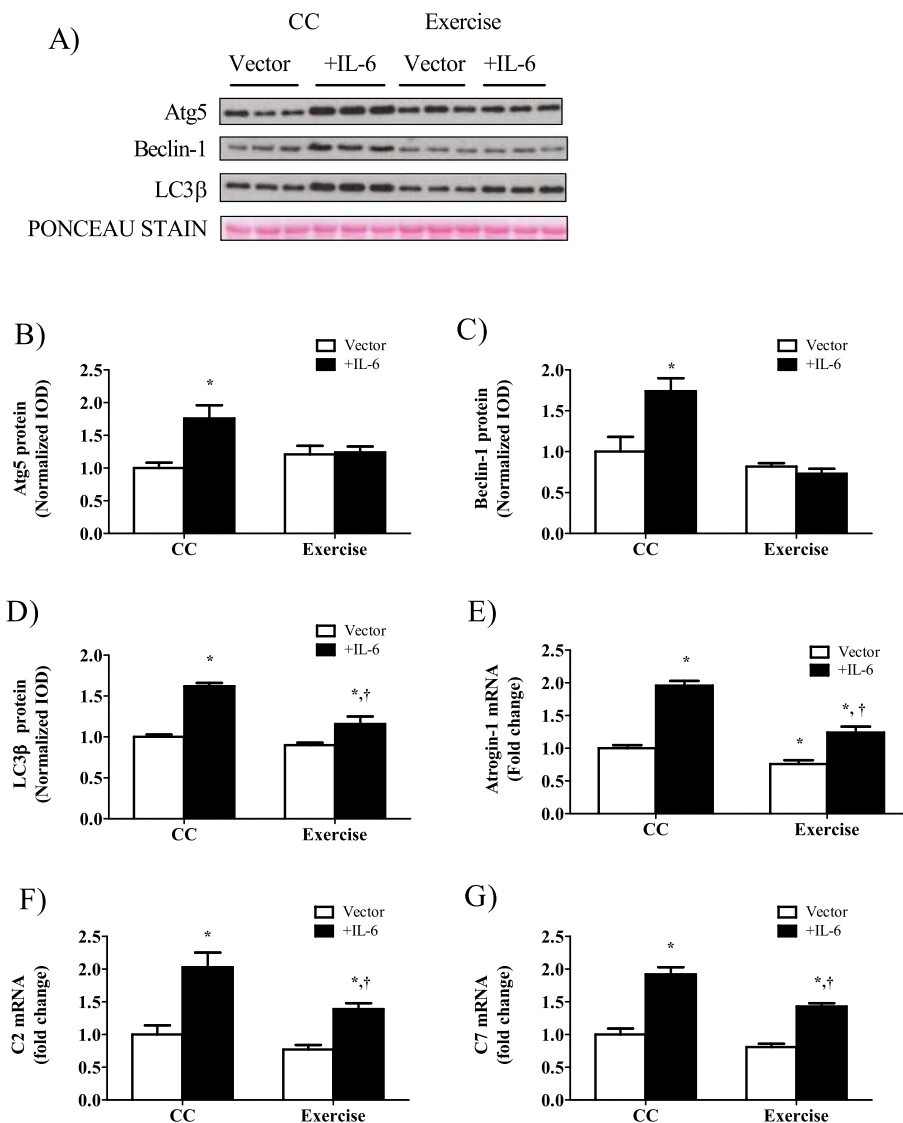 A)
CC Exercise
Vector +IL-6 Vector +IL-6
Atg5
Beclin-1
LC3β
PONCEAU STAIN
B)
Vector
+IL-6
Atg5 protein
(Normalized IOD)
2.5
2.0
1.5
1.0
0.5
0.0
*
CC Exercise
C)
Vector
+IL-6
Beclin-1 protein
(Normalized IOD)
2.0
1.5
1.0
0.5
0.0
*
CC Exercise
D)
Vector
+IL-6
LC3β protein
(Normalized IOD)
2.0
1.5
1.0
0.5
0.0
*
*,†
CC Exercise
E)
Vector
+IL-6
Atrogin-1 mRNA
(Fold change)
2.5
2.0
1.5
1.0
0.5
0.0
*
*
*, †
CC Exercise
F)
Vector
+IL-6
C2 mRNA
(fold change)
2.5
2.0
1.5
1.0
0.5
0.0
*
*,†
CC Exercise
G)
Vector
+IL-6
C7 mRNA
(fold change)
2.5
2.0
1.5
1.0
0.5
0.0
*
*,†
CC Exercise